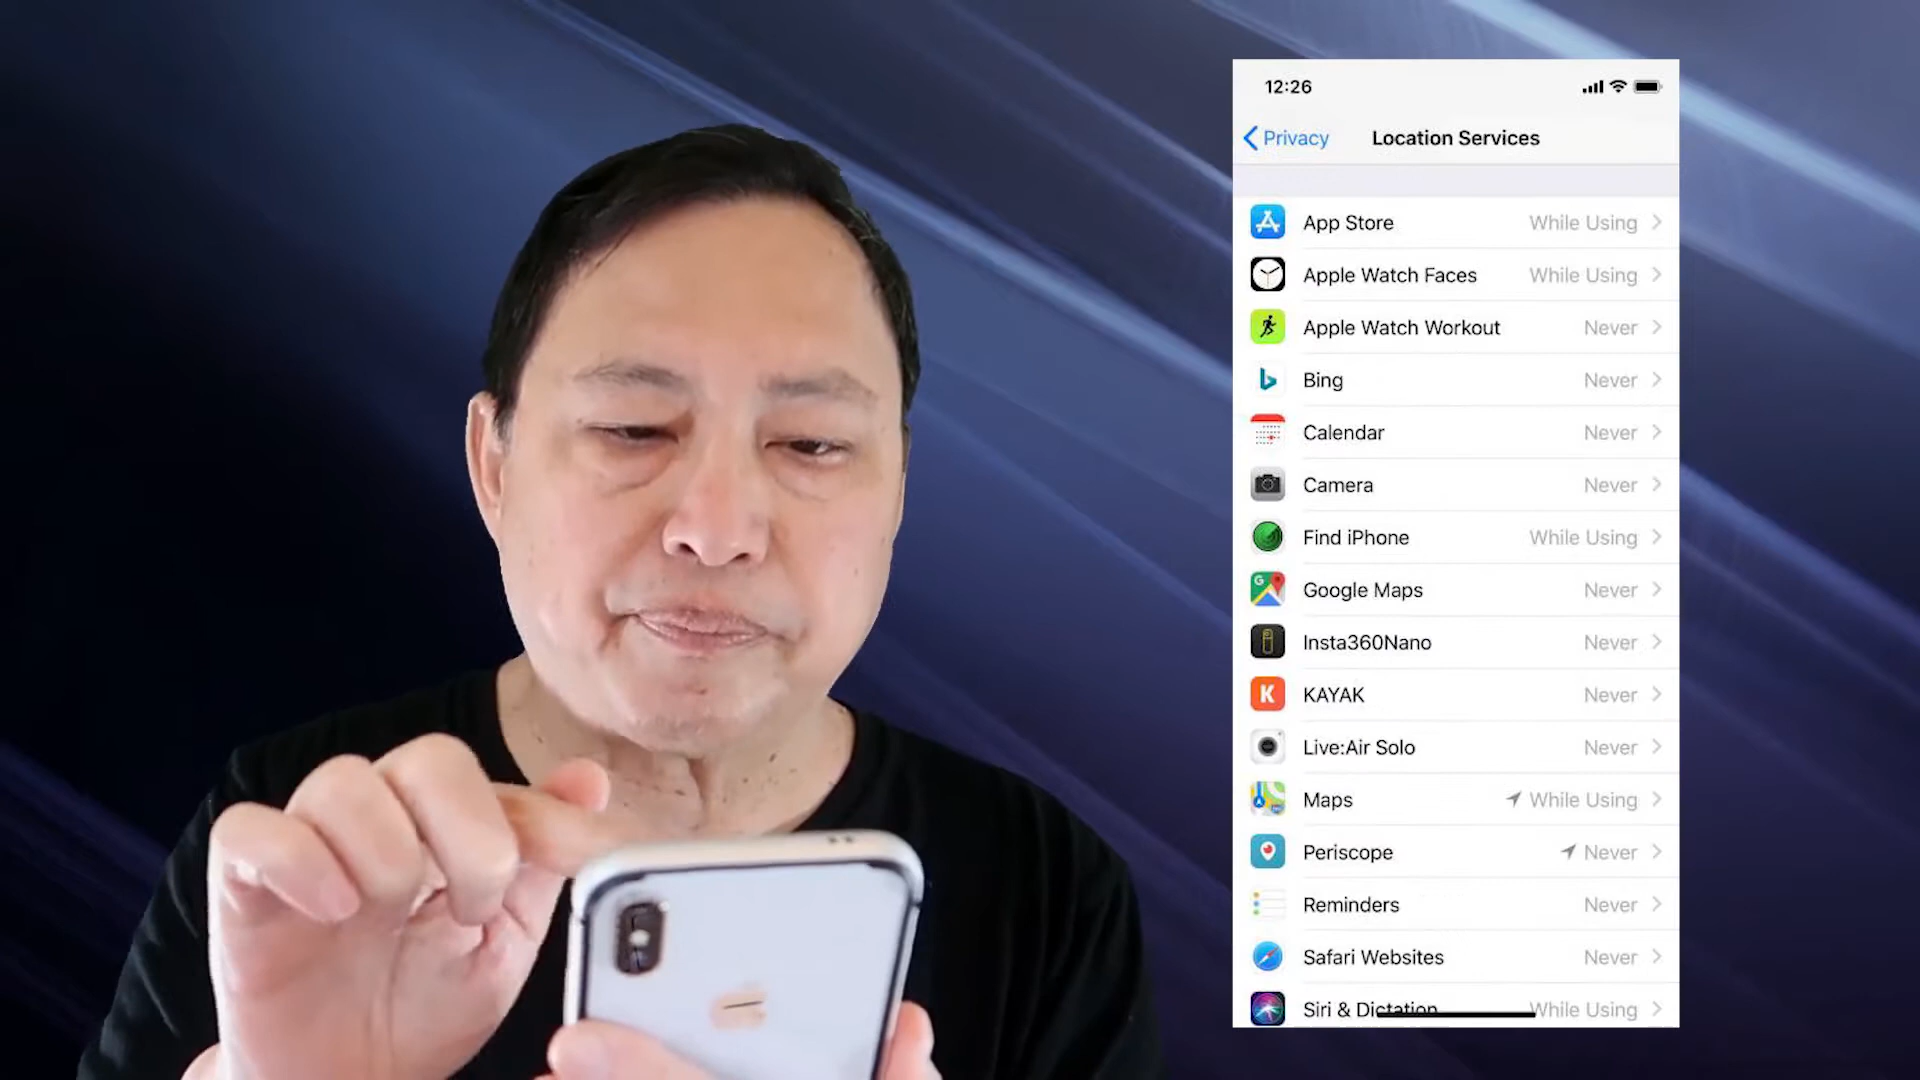 12:26
Privacy Location Services
App Store While Using
Apple Watch Faces While Using
Apple Watch Workout Never
Bing Never
Calendar Never
Camera Never
Find iPhone While Using
Google Maps Never
Insta360Nano Never
KAYAK Never
Live:Air Solo Never
Maps While Using
Periscope Never
Reminders Never
Safari Websites Never
Siri & Dictation While Using